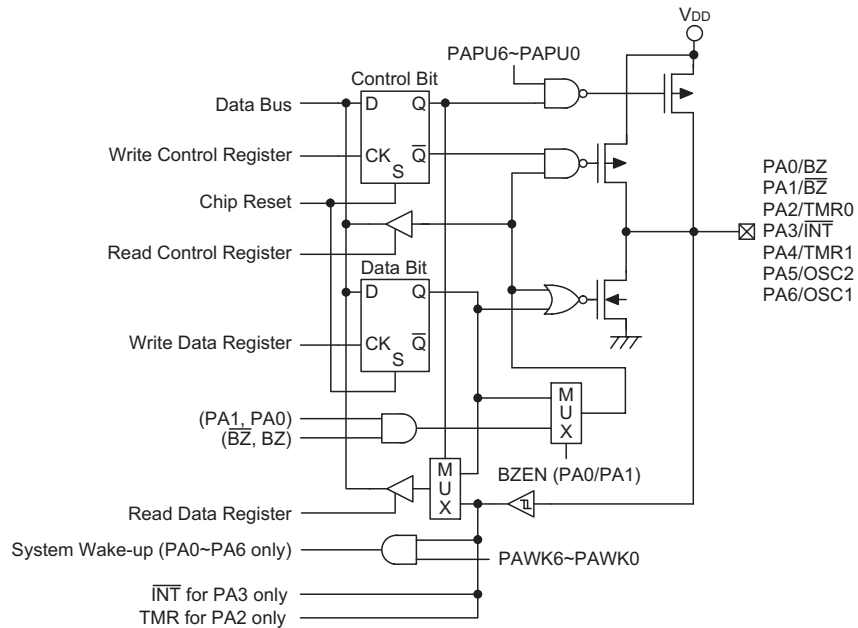 VDD
PAPU6~PAPU0
Control Bit
Data Bus
D
Q
Write Control Register
CK
Q
S
Chip Reset
Read Control Register
Data Bit
D
Q
Write Data Register
CK
Q
S
(PA1, PA0)
(BZ, BZ)
M
U
X
BZEN (PA0/PA1)
M
U
X
Read Data Register
System Wake-up (PA0~PA6 only)
PAWK6~PAWK0
INT for PA3 only
TMR for PA2 only
PA0/BZ
PA1/BZ
PA2/TMR0
PA3/INT
PA4/TMR1
PA5/OSC2
PA6/OSC1